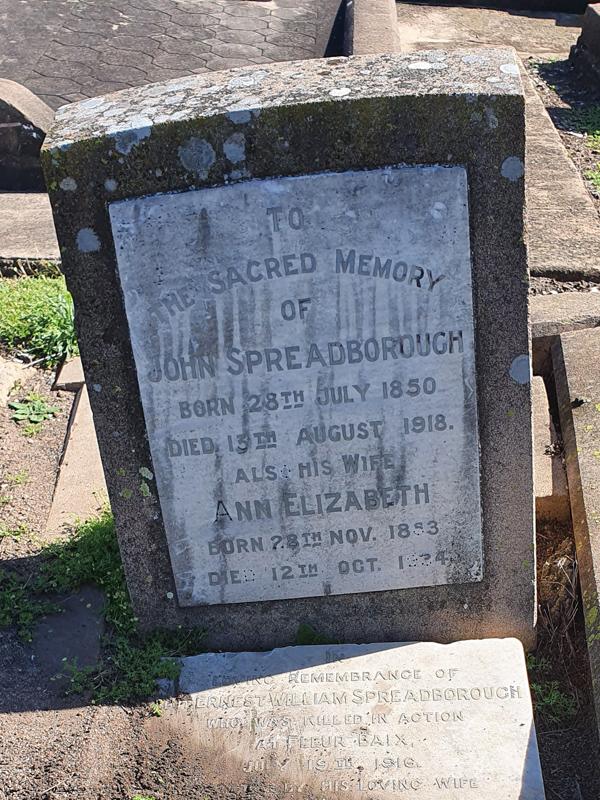 TO
THE SACRED MEMORY
OF
JOHN SPREADBOROUGH
BORN 28TH JULY 1850
DIED 13TH AUGUST 1918.
ALSO HIS WIFE
ANN ELIZABETH
BORN 28TH NOV.
DIED 12TH OCT.
IN
LOVING REMEMBRANCE OF
ERNEST WILLIAM SPREADBOROUGH
WHO WAS KILLED IN ACTION
AT FLEUR-BAIX,
JULY 19TH 1916.
BY HIS LOVING WIFE